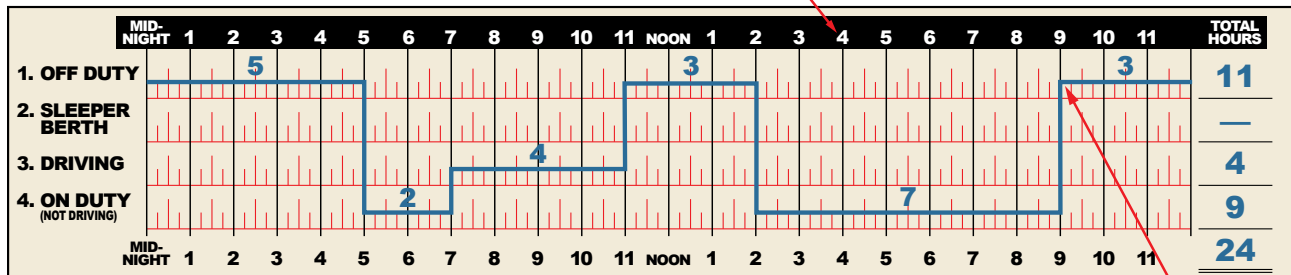 MID-NIGHT 1 2 3 4 5 6 7 8 9 10 11 NOON 1 2 3 4 5 6 7 8 9 10 11 TOTAL HOURS
1. OFF DUTY 5 3 3 11
2. SLEEPER BERTH —
3. DRIVING 4 4
4. ON DUTY 2 7 9
(NOT DRIVING)
MID-NIGHT 1 2 3 4 5 6 7 8 9 10 11 NOON 1 2 3 4 5 6 7 8 9 10 11 24